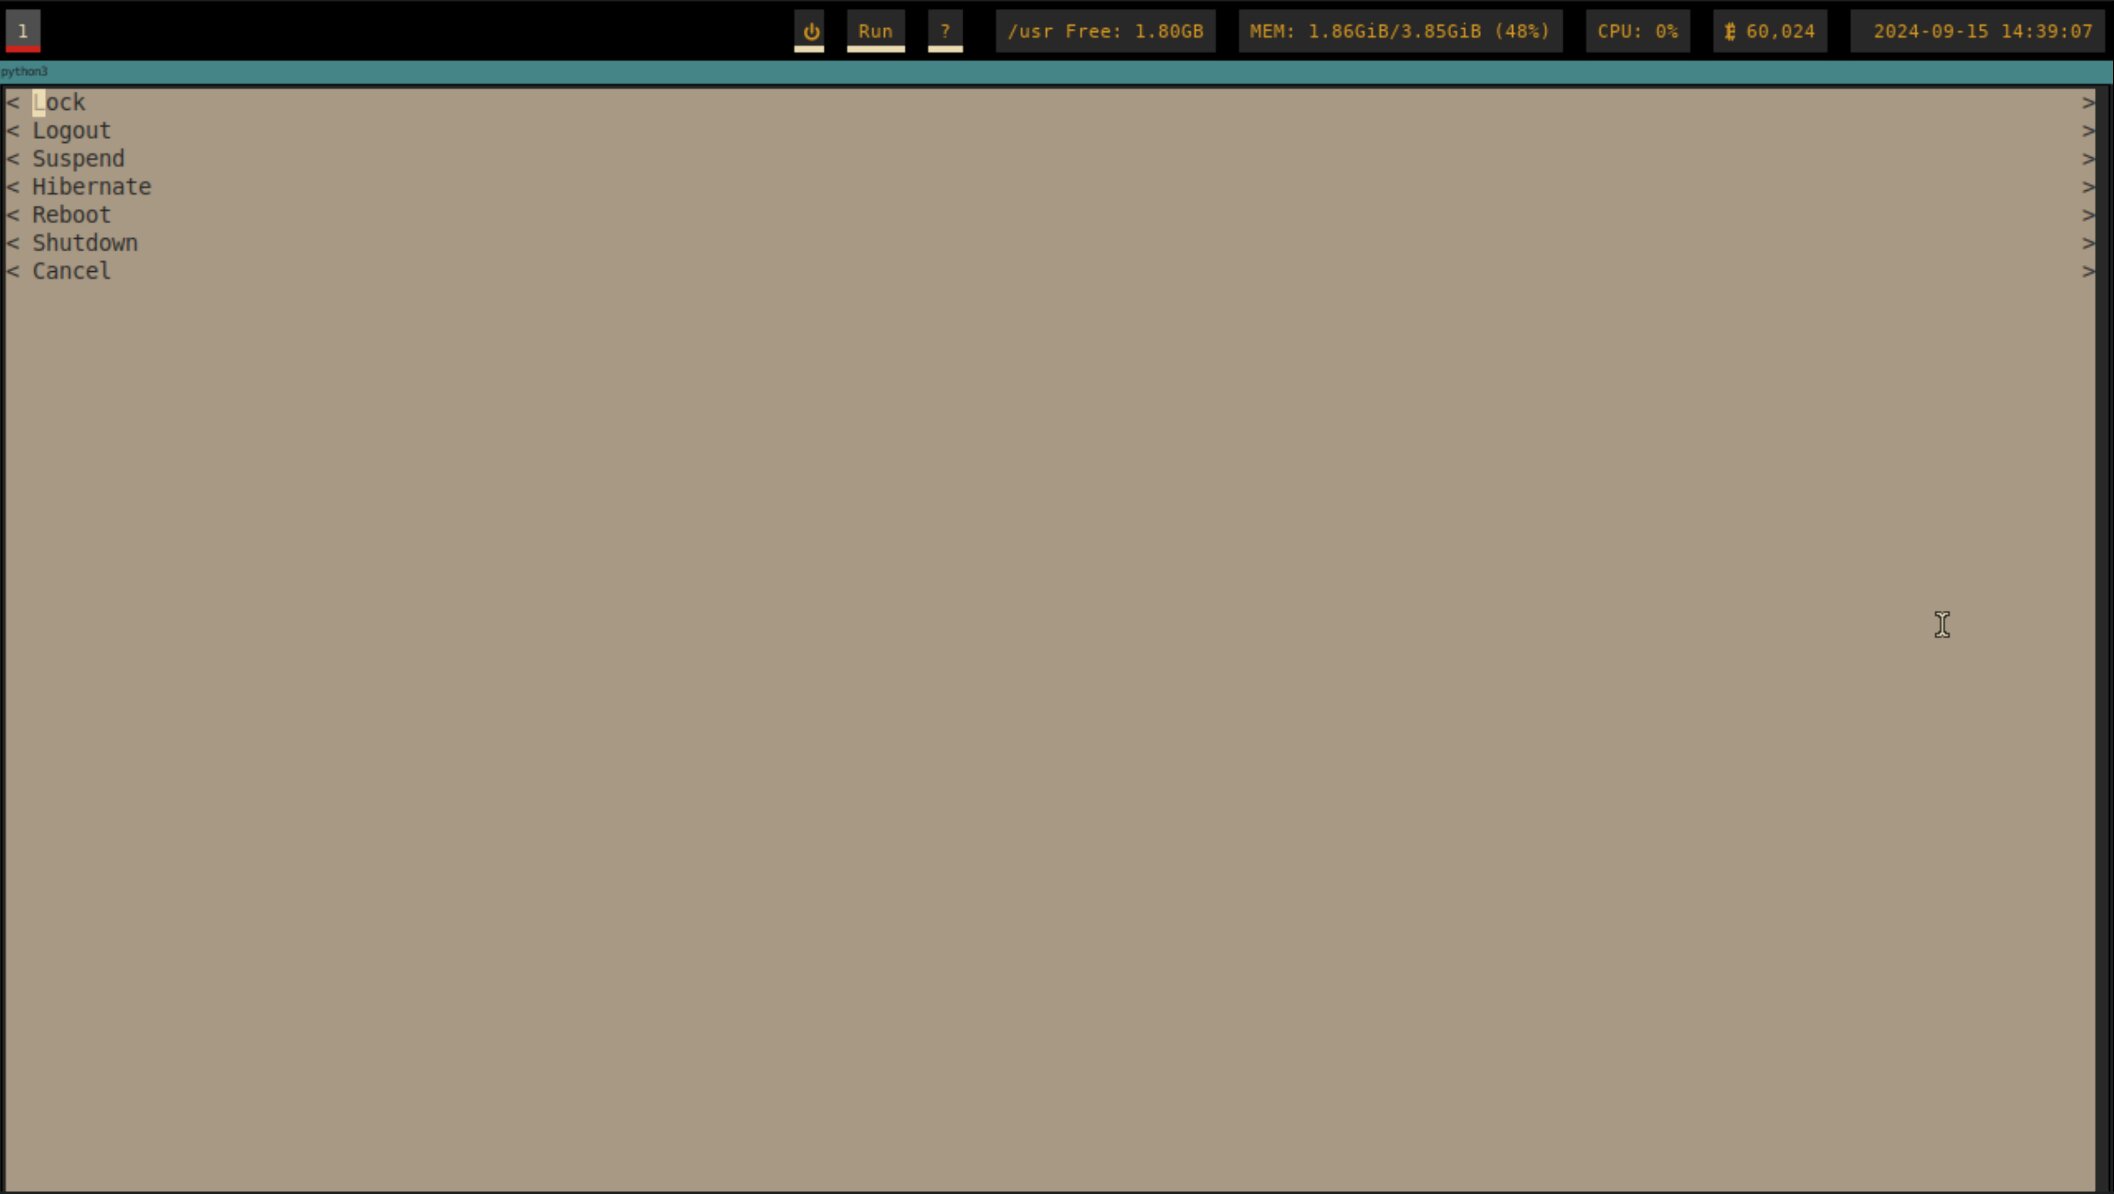 1 ⏻ Run ? /usr Free: 1.80GB MEM: 1.86GiB/3.85GiB (48%) CPU: 0% ₿ 60,024 2024-09-15 14:39:07
python3
< Lock >
< Logout >
< Suspend >
< Hibernate >
< Reboot >
< Shutdown >
< Cancel >